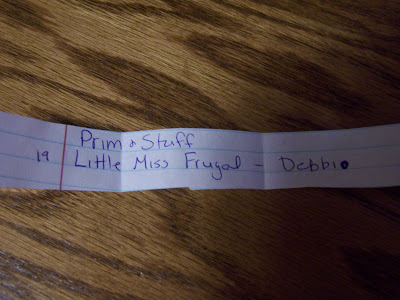 Prim & Stuff
19 Little Miss Frugal - Debbie